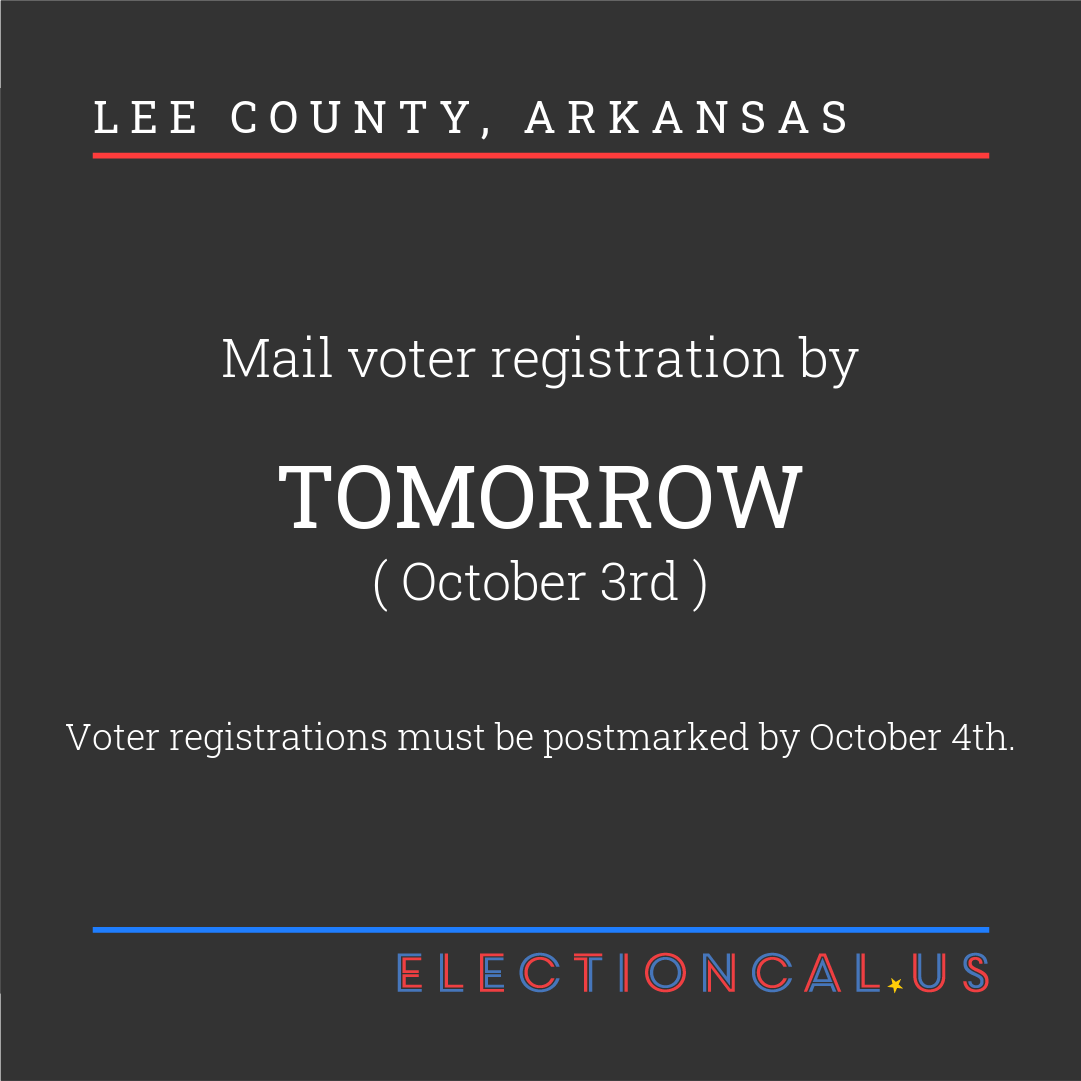 LEE COUNTY, ARKANSAS
Mail voter registration by
TOMORROW
( October 3rd )
Voter registrations must be postmarked by October 4th.
ELECTIONCAL.US